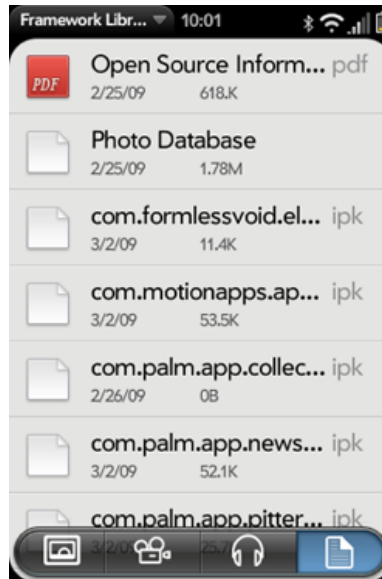 Framework Libr... 10:01
PDF
Open Source Inform... pdf
2/25/09 618.K
Photo Database
2/25/09 1.78M
com.formlessvoid.el... ipk
3/2/09 11.4K
com.motionapps.ap... ipk
3/2/09 53.5K
com.palm.app.collec... ipk
2/26/09 0B
com.palm.app.news... ipk
3/2/09 52.1K
com.palm.app.pitter... ipk
3/2/09